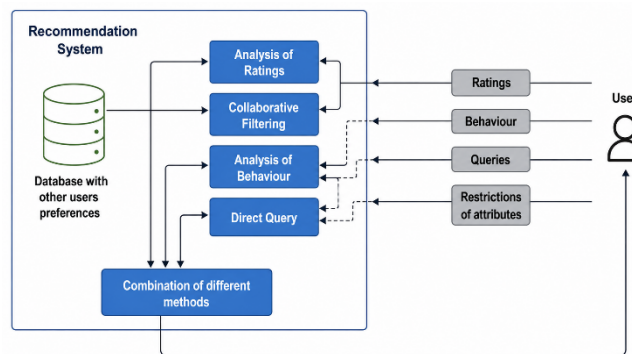 Recommendation
System
Analysis of
Ratings
Collaborative
Filtering
Analysis of
Behaviour
Direct Query
Database with
other users
preferences
Combination of different
methods
Ratings
Behaviour
Queries
Restrictions
of attributes
Use